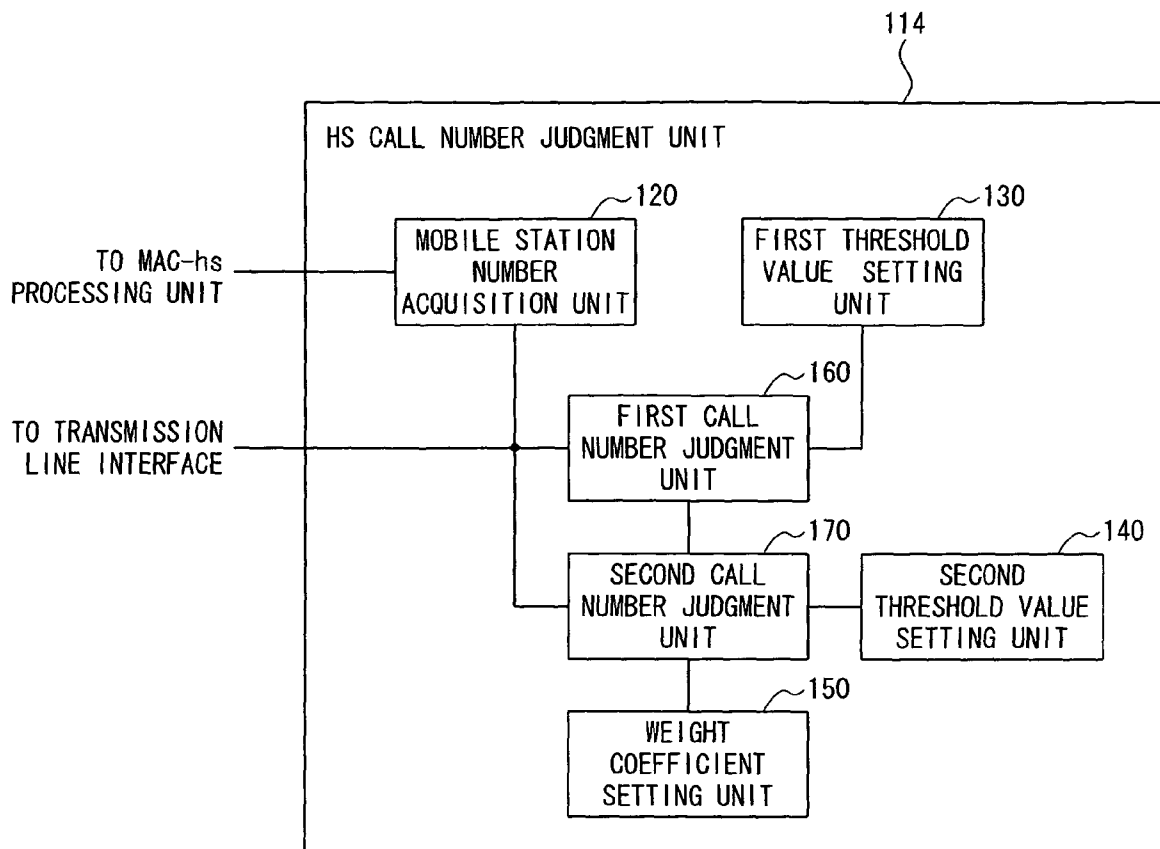 114
HS CALL NUMBER JUDGMENT UNIT
120
MOBILE STATION
NUMBER
ACQUISITION UNIT
130
FIRST THRESHOLD
VALUE SETTING
UNIT
TO MAC-hs
PROCESSING UNIT
160
FIRST CALL
NUMBER JUDGMENT
UNIT
TO TRANSMISSION
LINE INTERFACE
170
SECOND CALL
NUMBER JUDGMENT
UNIT
140
SECOND
THRESHOLD VALUE
SETTING UNIT
150
WEIGHT
COEFFICIENT
SETTING UNIT